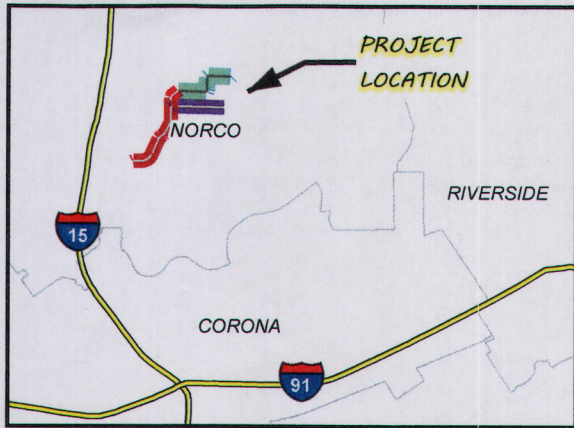 PROJECT
LOCATION
NORCO
RIVERSIDE
15
CORONA
91